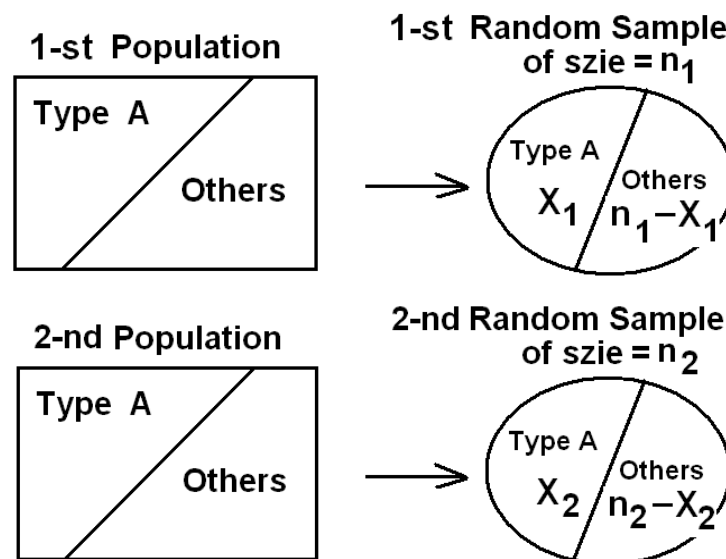 1-st Population
Type A
Others
1-st Random Sample
of szie = n1
Type A
X1
Others
n1-X1
2-nd Population
Type A
Others
2-nd Random Sample
of szie = n2
Type A
X2
Others
n2-X2